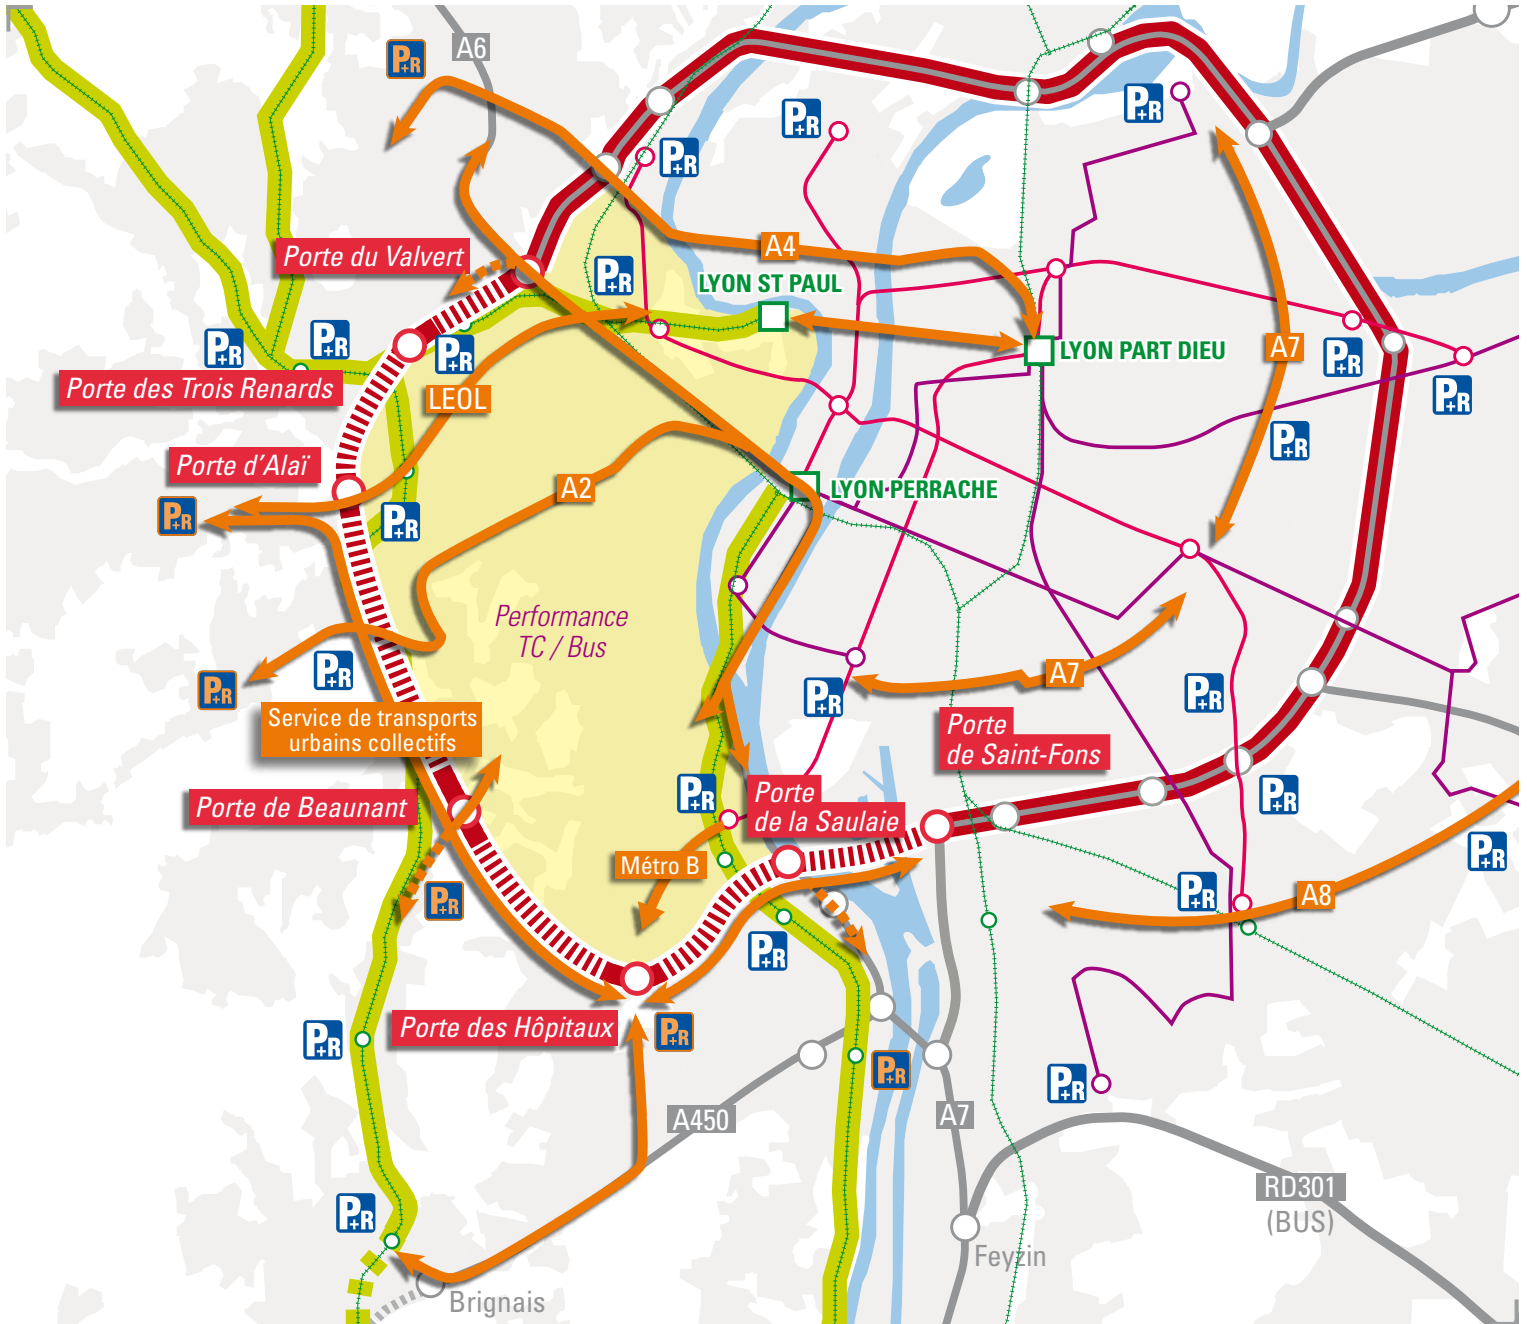 A6
P+R
P+R
P+R
P+R
Porte du Valvert
A4
P+R
LYON ST PAUL
P+R
P+R
P+R
LYON PART DIEU
A7
P+R
Porte des Trois Renards
LEOL
P+R
P+R
Porte d'Alaï
A2
LYON PERRACHE
P+R
P+R
Performance
TC / Bus
P+R
P+R
A7
P+R
P+R
Service de transports
urbains collectifs
Porte
de Saint-Fons
Porte de Beaunant
P+R
Porte
de la Saulaie
P+R
P+R
Métro B
P+R
P+R
A8
P+R
Porte des Hôpitaux
P+R
P+R
P+R
P+R
A450
A7
RD301
(BUS)
P+R
Feyzin
Brignais